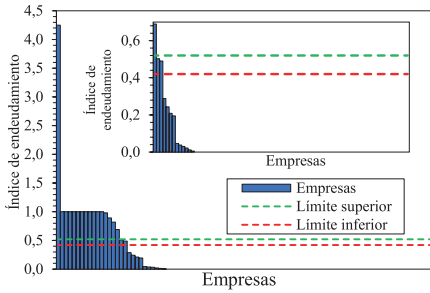 4,5
4,0
3,5
3,0
2,5
2,0
1,5
1,0
0,5
0,0
Índice de endeudamiento
Empresas
0,6
0,4
0,2
0,0
Índice de
endeudamiento
Empresas
Empresas
Límite superior
Límite inferior